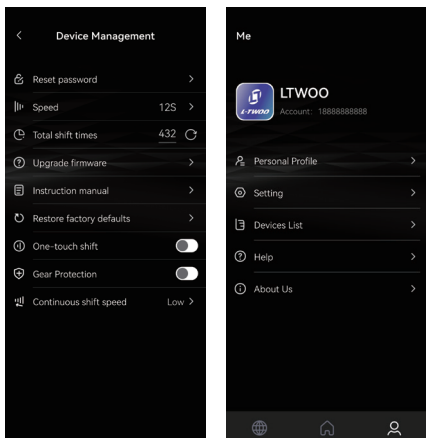 Device Management
Reset password
Speed 12S
Total shift times 432
Upgrade firmware
Instruction manual
Restore factory defaults
One-touch shift
Gear Protection
Continuous shift speed Low
Me
L-TWOO
LTWOO
Account: 18888888888
Personal Profile
Setting
Devices List
Help
About Us